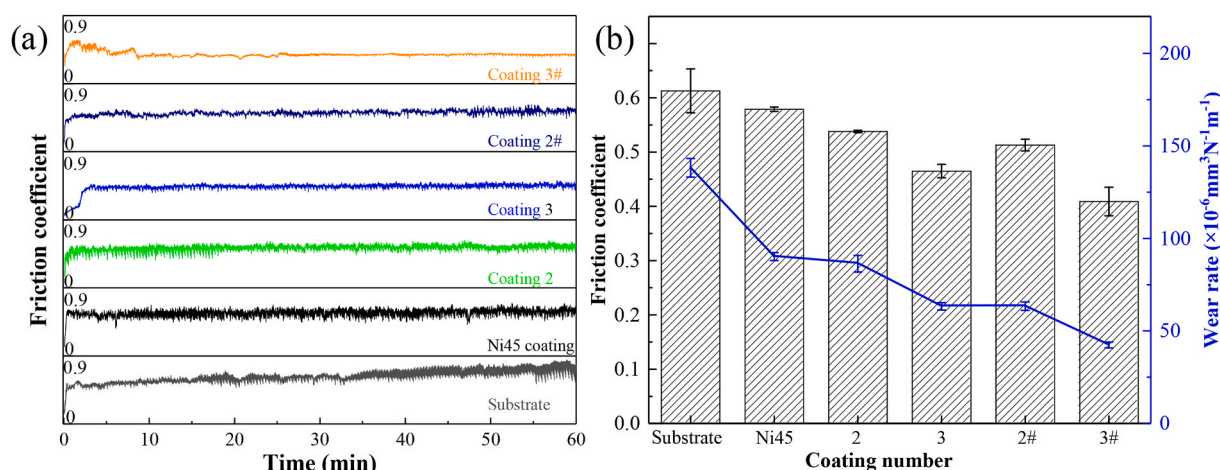 (a)
Friction coefficient
0.9
Coating 3#
0
0.9
Coating 2#
0
0.9
Coating 3
0
0.9
Coating 2
0
0.9
Ni45 coating
0
0.9
Substrate
0
0 10 20 30 40 50 60
Time (min)
(b)
Friction coefficient
0.6
0.5
0.4
0.3
0.2
0.1
0.0
Substrate Ni45 2 3 2# 3#
Coating number
200
150
100
50
0
Wear rate (×10⁻⁶mm³N⁻¹m⁻¹)